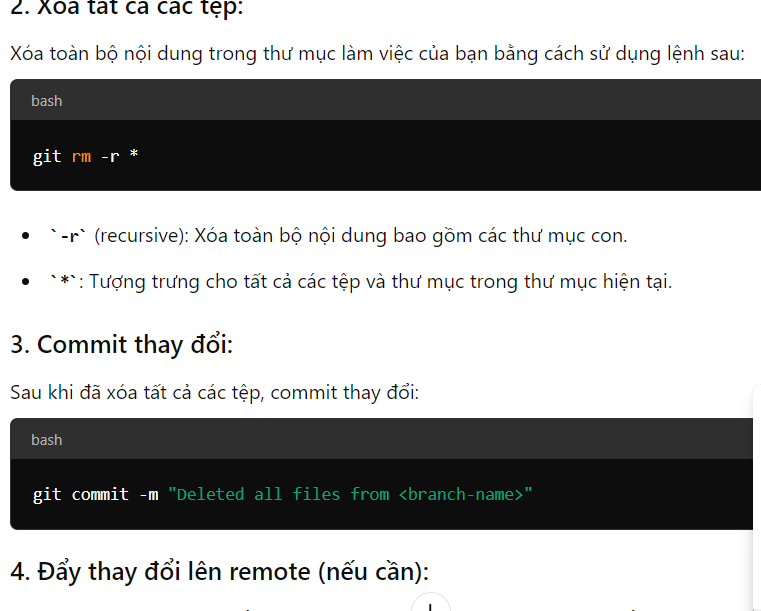 2. Xóa tất cả các tệp:
Xóa toàn bộ nội dung trong thư mục làm việc của bạn bằng cách sử dụng lệnh sau:
bash
git rm -r *
`-r` (recursive): Xóa toàn bộ nội dung bao gồm các thư mục con.
`*`: Tượng trưng cho tất cả các tệp và thư mục trong thư mục hiện tại.
3. Commit thay đổi:
Sau khi đã xóa tất cả các tệp, commit thay đổi:
bash
git commit -m "Deleted all files from <branch-name>"
4. Đẩy thay đổi lên remote (nếu cần):